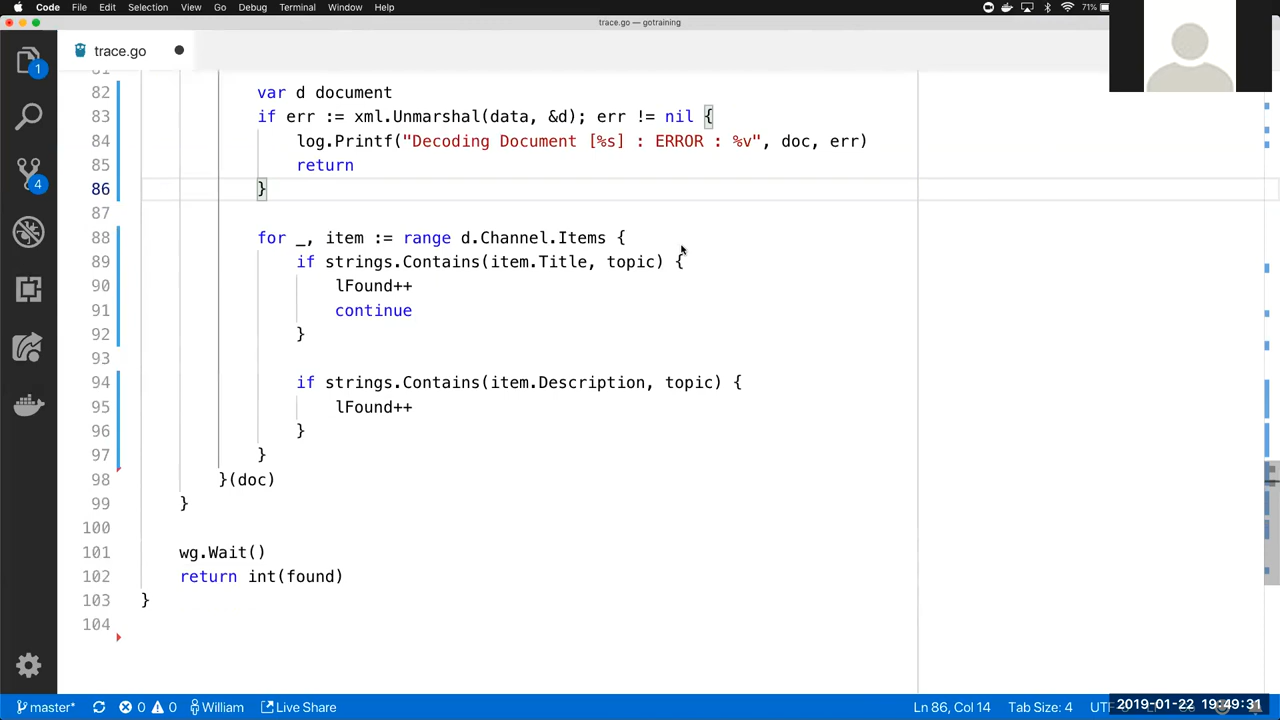 Code File Edit Selection View Go Debug Terminal Window Help 71%
trace.go — gotraining
trace.go
1
4
81
82 var d document
83 if err := xml.Unmarshal(data, &d); err != nil {
84 log.Printf("Decoding Document [%s] : ERROR : %v", doc, err)
85 return
86 }
87
88 for _, item := range d.Channel.Items {
89 if strings.Contains(item.Title, topic) {
90 lFound++
91 continue
92 }
93
94 if strings.Contains(item.Description, topic) {
95 lFound++
96 }
97 }
98 }(doc)
99 }
100
101 wg.Wait()
102 return int(found)
103 }
104
master* 0 0 William Live Share Ln 86, Col 14 Tab Size: 4
2019-01-22 19:49:31